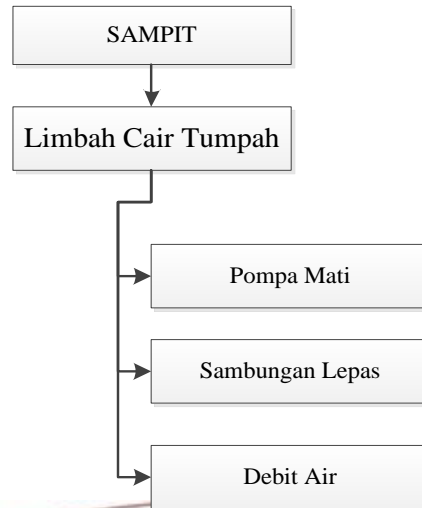 SAMPIT
Limbah Cair Tumpah
Pompa Mati
Sambungan Lepas
Debit Air